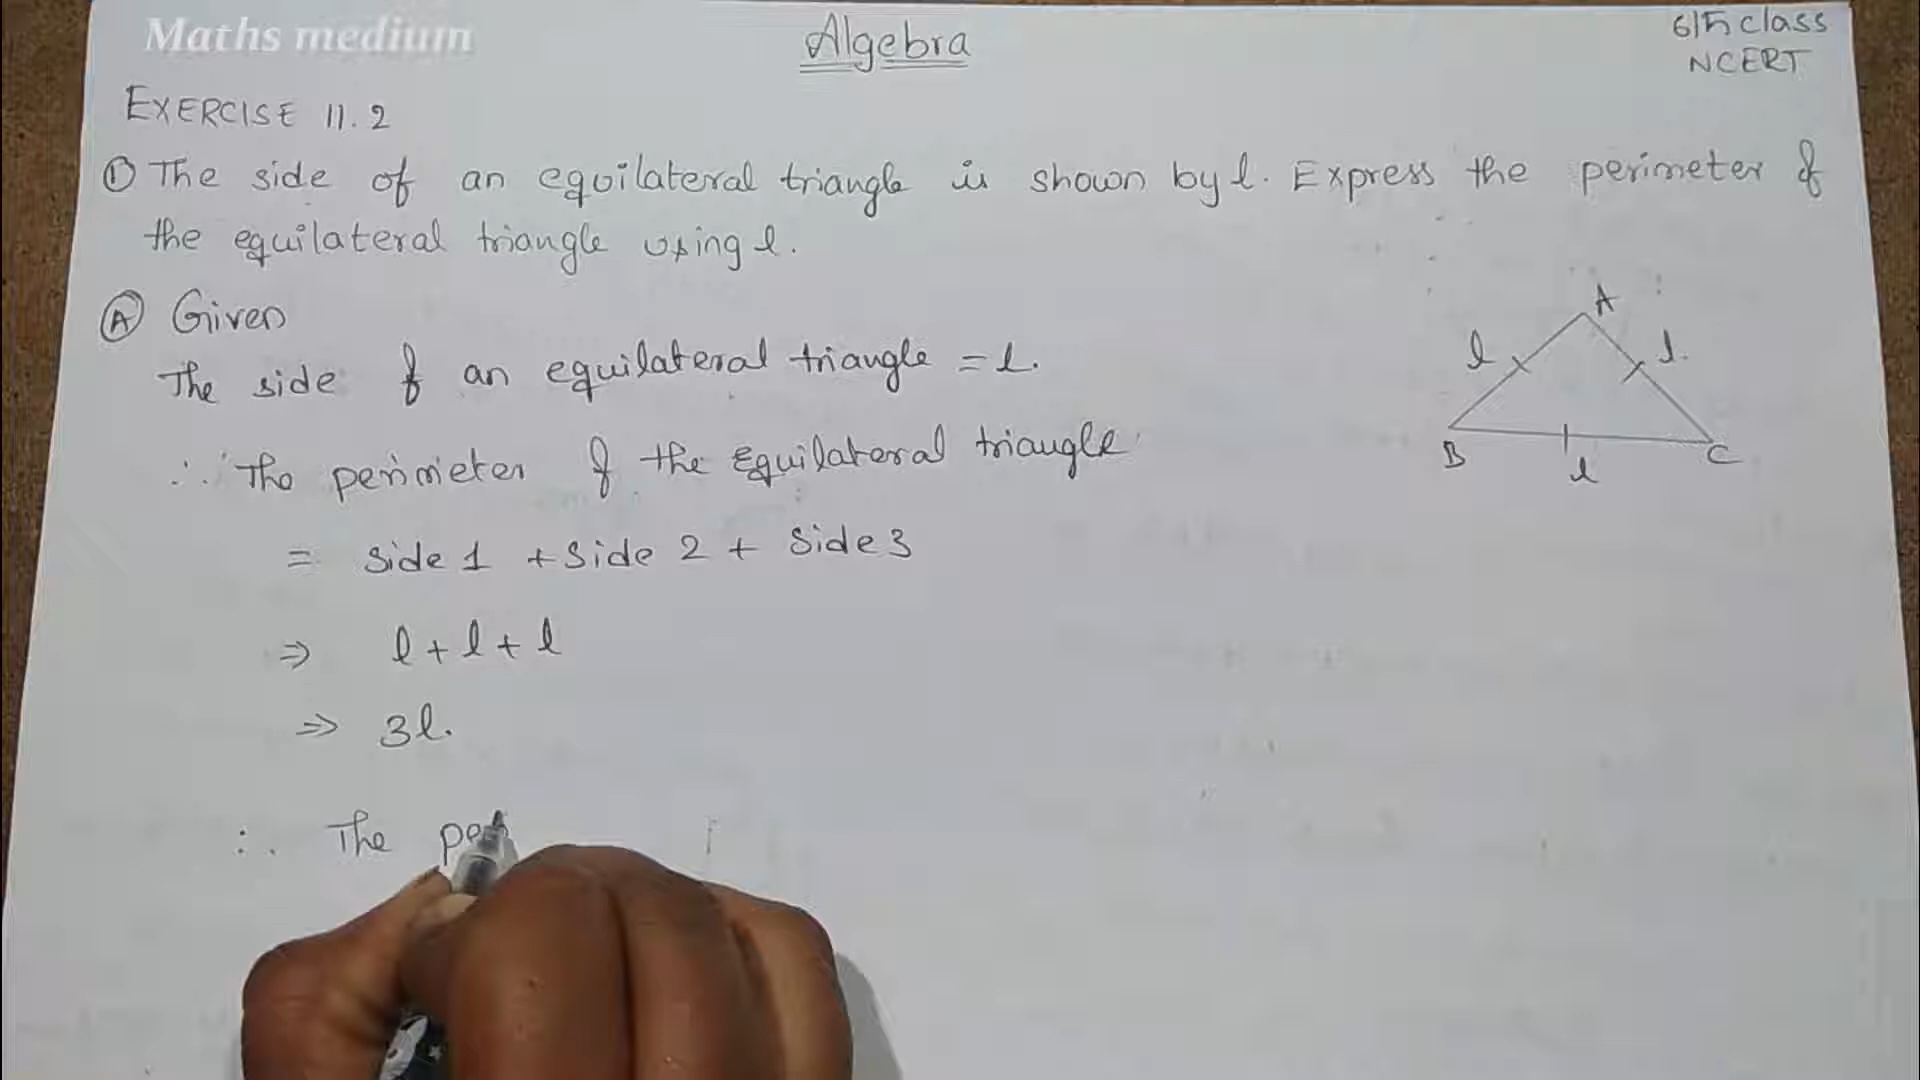 Maths medium
Algebra
6th class
NCERT
EXERCISE 11.2
① The side of an equilateral triangle is shown by l. Express the perimeter of
the equilateral triangle using l.
Ⓐ Given
The side of an equilateral triangle = l.
∴ The perimeter of the Equilateral triangle
= Side 1 + Side 2 + Side 3
⇒ l + l + l
⇒ 3l.
∴ The per
A
l
l.
B
l
C